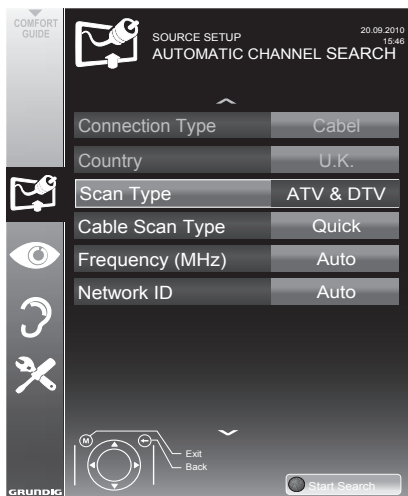 COMFORT
GUIDE
SOURCE SETUP
20.09.2010
15:46
AUTOMATIC CHANNEL SEARCH
Connection Type Cabel
Country U.K.
Scan Type ATV & DTV
Cable Scan Type Quick
Frequency (MHz) Auto
Network ID Auto
M
Exit
Back
GRUNDIG
Start Search